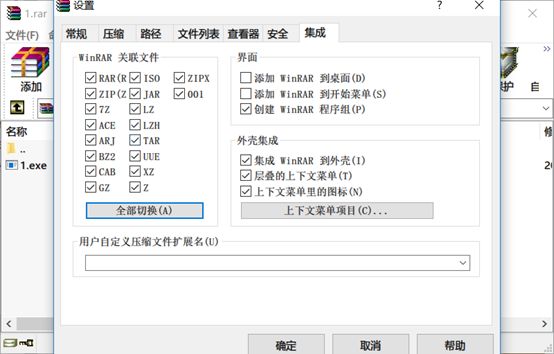 1.rar
设置
?
文件(F)
常规 压缩 路径 文件列表 查看器 安全 集成
WinRAR 关联文件
RAR(R ISO ZIPX
ZIP(Z JAR 001
7Z LZ
ACE LZH
ARJ TAR
BZ2 UUE
CAB XZ
GZ Z
全部切换(A)
界面
添加 WinRAR 到桌面(D)
添加 WinRAR 到开始菜单(S)
创建 WinRAR 程序组(P)
外壳集成
集成 WinRAR 到外壳(I)
层叠的上下文菜单(T)
上下文菜单里的图标(N)
上下文菜单项目(C)...
用户自定义压缩文件扩展名(U)
确定 取消 帮助
添加
护 自
名称
修
..
1.exe
20